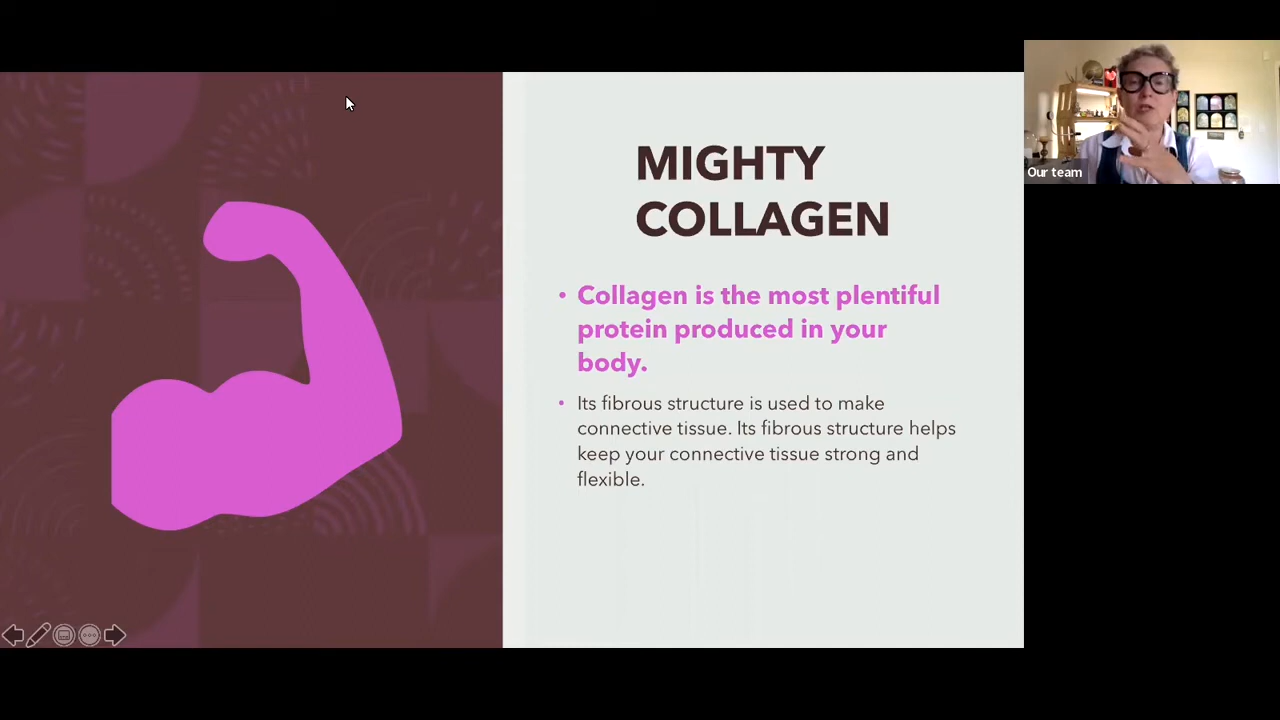 MIGHTY
COLLAGEN
• Collagen is the most plentiful
protein produced in your
body.
• Its fibrous structure is used to make
connective tissue. Its fibrous structure helps
keep your connective tissue strong and
flexible.
Our team